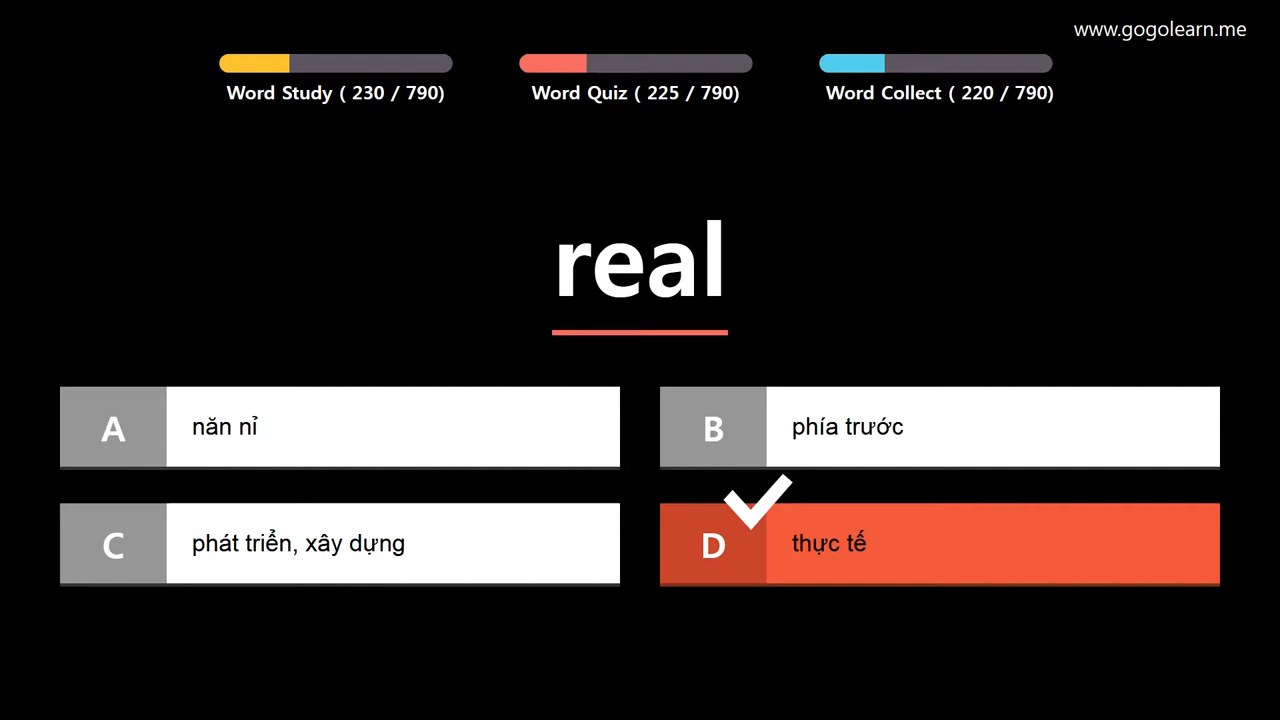 www.gogolearn.me
Word Study ( 230 / 790)
Word Quiz ( 225 / 790)
Word Collect ( 220 / 790)
real
A
năn nỉ
B
phía trước
C
phát triển, xây dựng
D
thực tế